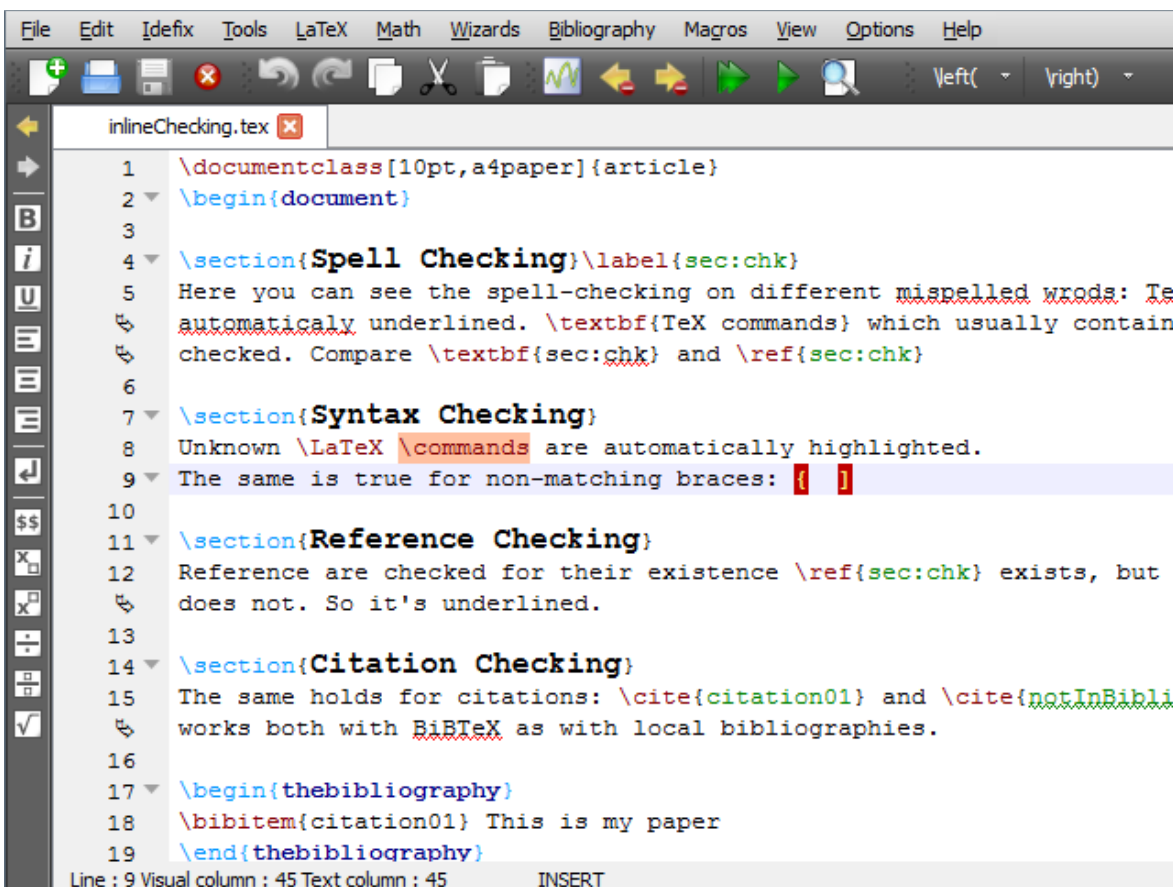 File Edit Idefix Tools LaTeX Math Wizards Bibliography Macros View Options Help
\left( \right)
inlineChecking.tex
1 \documentclass[10pt,a4paper]{article}
2 \begin{document}
3
4 \section{Spell Checking}\label{sec:chk}
5 Here you can see the spell-checking on different mispelled wrods: Te
automaticaly underlined. \textbf{TeX commands} which usually contain
checked. Compare \textbf{sec:chk} and \ref{sec:chk}
6
7 \section{Syntax Checking}
8 Unknown \LaTeX \commands are automatically highlighted.
9 The same is true for non-matching braces: { ]
10
11 \section{Reference Checking}
12 Reference are checked for their existence \ref{sec:chk} exists, but
does not. So it's underlined.
13
14 \section{Citation Checking}
15 The same holds for citations: \cite{citation01} and \cite{notInBibli
works both with BiBTeX as with local bibliographies.
16
17 \begin{thebibliography}
18 \bibitem{citation01} This is my paper
19 \end{thebibliography}
Line : 9 Visual column : 45 Text column : 45 INSERT